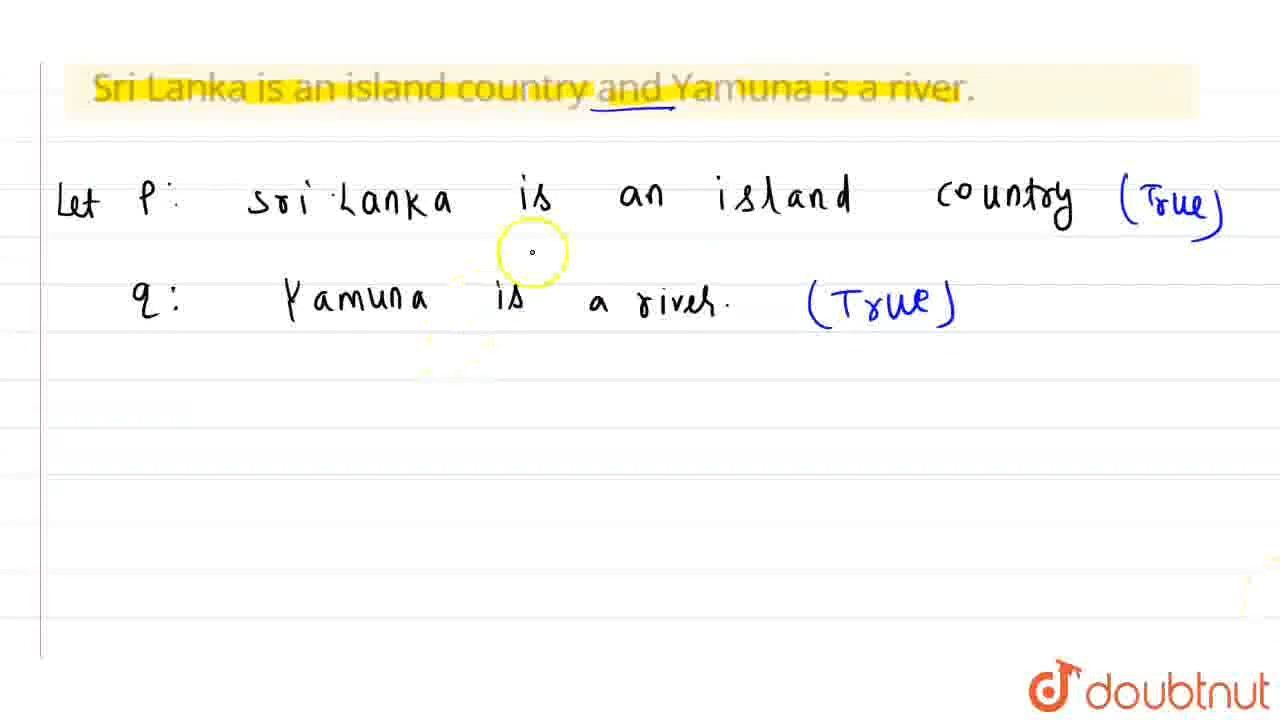 Sri Lanka is an island country and Yamuna is a river.
Let P: Sri Lanka is an island country (True)
q: Yamuna is a river. (True)
doubtnut